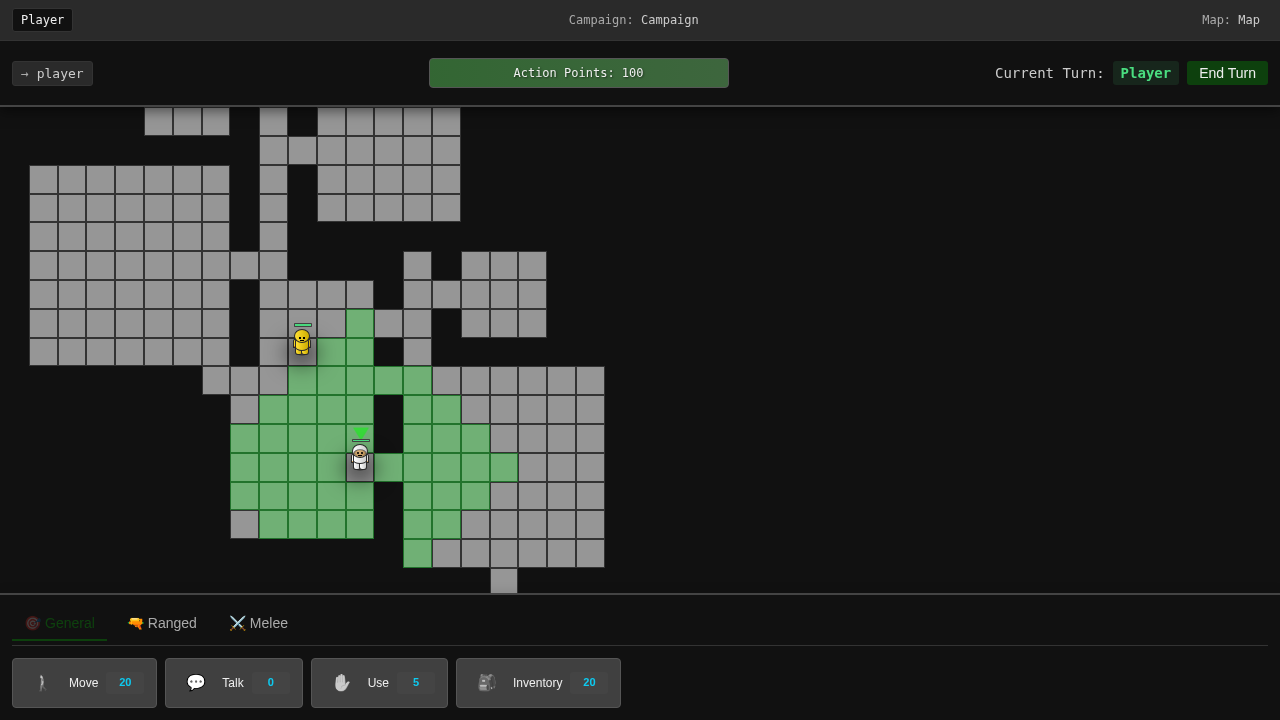 Player
Campaign: Campaign
Map: Map
→ player
Action Points: 100
Current Turn: Player
End Turn
General
Ranged
Melee
Move 20
Talk 0
Use 5
Inventory 20